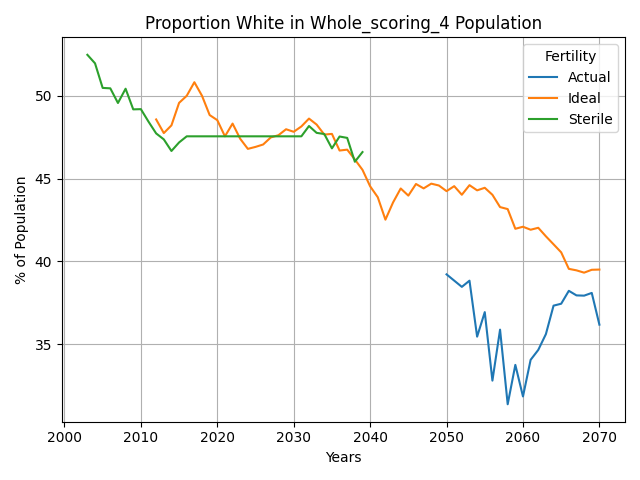 Proportion White in Whole_scoring_4 Population
Fertility
Actual
Ideal
Sterile
% of Population
50
45
40
35
2000 2010 2020 2030 2040 2050 2060 2070
Years